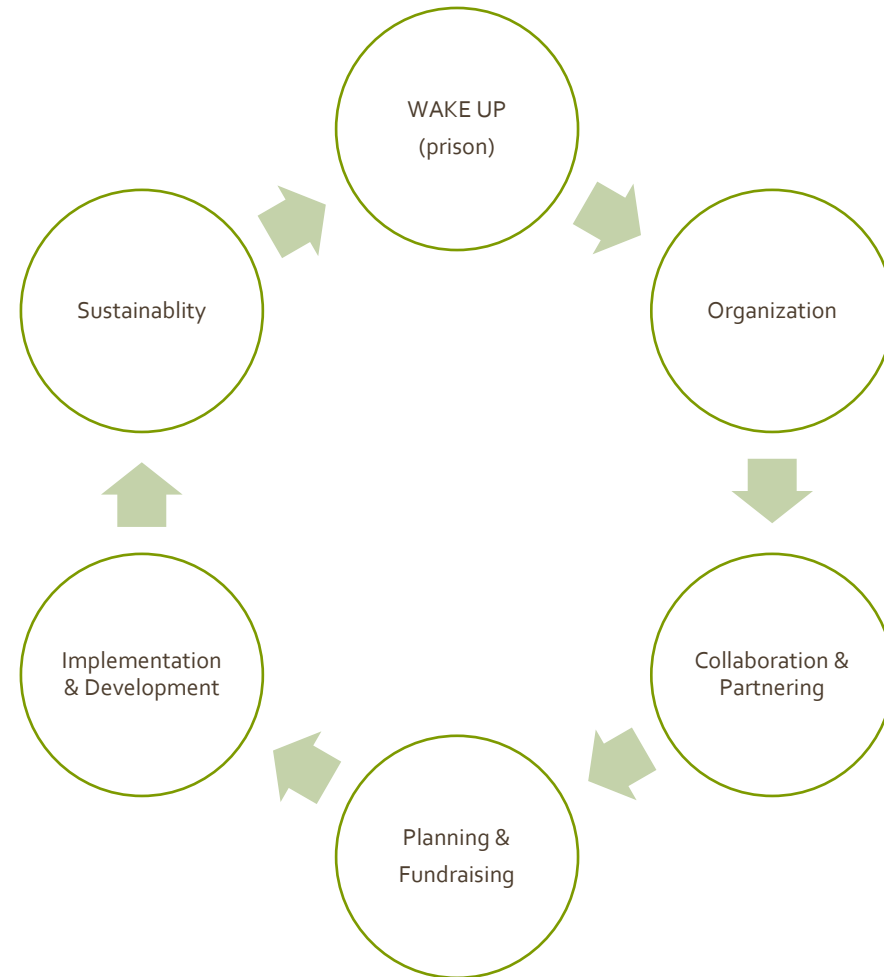 WAKE UP
(prison)
Organization
Collaboration &
Partnering
Planning &
Fundraising
Implementation
& Development
Sustainablity